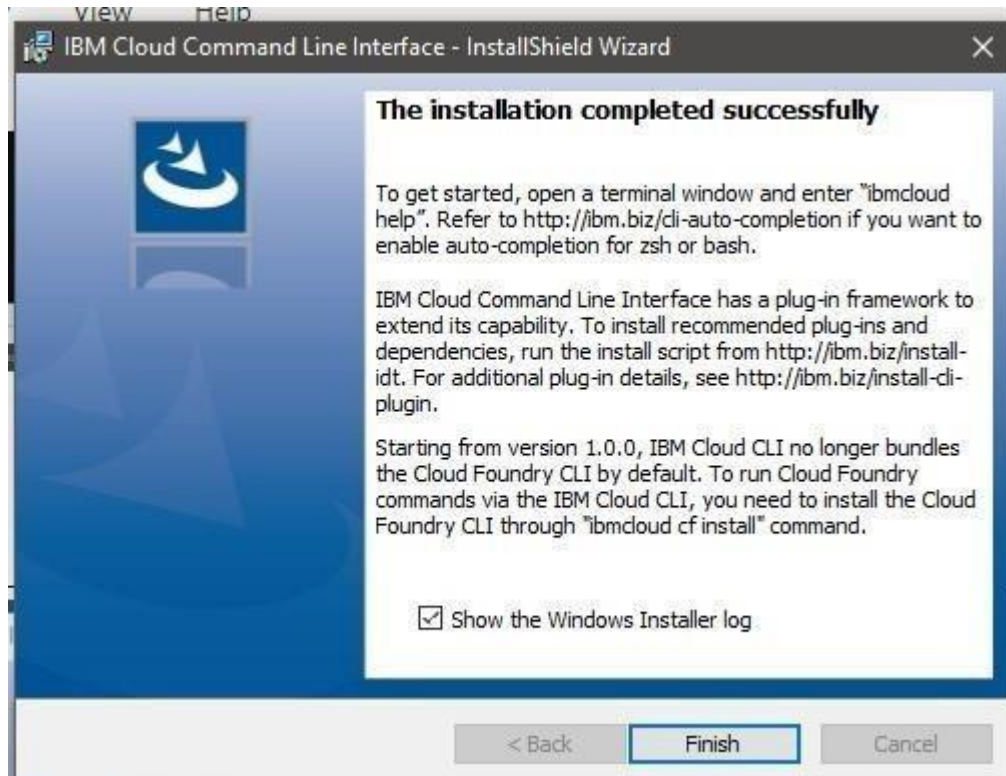 View Help
IBM Cloud Command Line Interface - InstallShield Wizard
The installation completed successfully
To get started, open a terminal window and enter "ibmcloud
help". Refer to http://ibm.biz/cli-auto-completion if you want to
enable auto-completion for zsh or bash.
IBM Cloud Command Line Interface has a plug-in framework to
extend its capability. To install recommended plug-ins and
dependencies, run the install script from http://ibm.biz/install-
idt. For additional plug-in details, see http://ibm.biz/install-cli-
plugin.
Starting from version 1.0.0, IBM Cloud CLI no longer bundles
the Cloud Foundry CLI by default. To run Cloud Foundry
commands via the IBM Cloud CLI, you need to install the Cloud
Foundry CLI through "ibmcloud cf install" command.
Show the Windows Installer log
< Back Finish Cancel